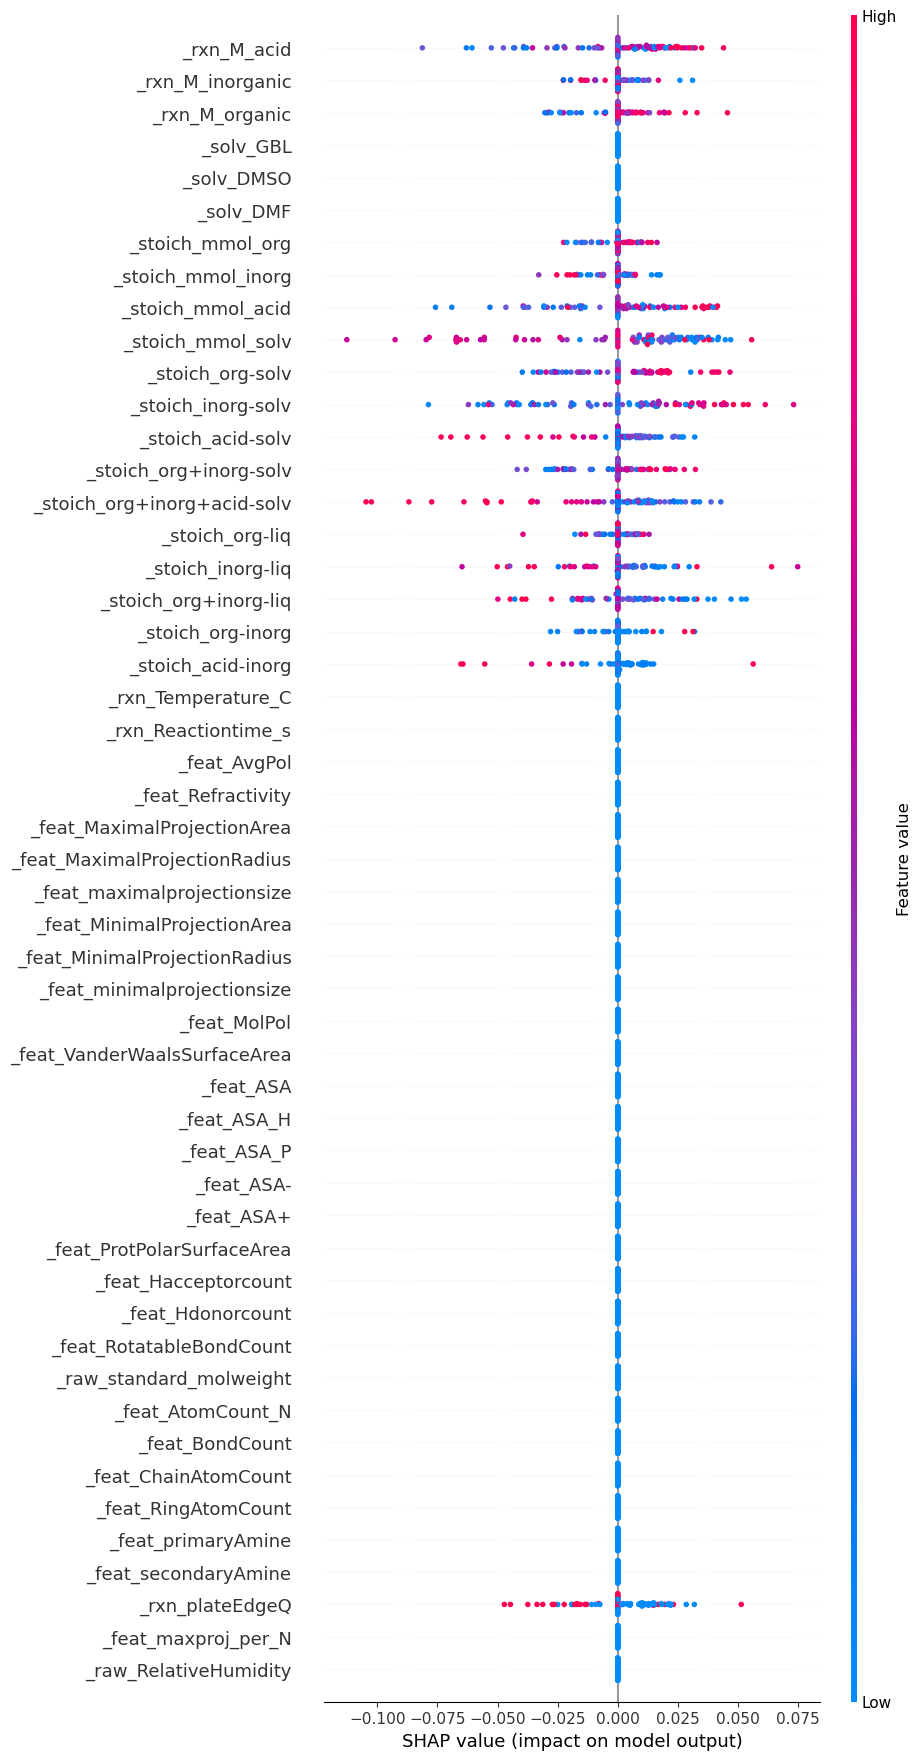 High
_rxn_M_acid
_rxn_M_inorganic
_rxn_M_organic
_solv_GBL
_solv_DMSO
_solv_DMF
_stoich_mmol_org
_stoich_mmol_inorg
_stoich_mmol_acid
_stoich_mmol_solv
_stoich_org-solv
_stoich_inorg-solv
_stoich_acid-solv
_stoich_org+inorg-solv
_stoich_org+inorg+acid-solv
_stoich_org-liq
_stoich_inorg-liq
_stoich_org+inorg-liq
_stoich_org-inorg
_stoich_acid-inorg
_rxn_Temperature_C
_rxn_Reactiontime_s
_feat_AvgPol
_feat_Refractivity
_feat_MaximalProjectionArea
_feat_MaximalProjectionRadius
_feat_maximalprojectionsize
_feat_MinimalProjectionArea
_feat_MinimalProjectionRadius
_feat_minimalprojectionsize
_feat_MolPol
_feat_VanderWaalsSurfaceArea
_feat_ASA
_feat_ASA_H
_feat_ASA_P
_feat_ASA-
_feat_ASA+
_feat_ProtPolarSurfaceArea
_feat_Hacceptorcount
_feat_Hdonorcount
_feat_RotatableBondCount
_raw_standard_molweight
_feat_AtomCount_N
_feat_BondCount
_feat_ChainAtomCount
_feat_RingAtomCount
_feat_primaryAmine
_feat_secondaryAmine
_rxn_plateEdgeQ
_feat_maxproj_per_N
_raw_RelativeHumidity
Feature value
Low
−0.100 −0.075 −0.050 −0.025 0.000 0.025 0.050 0.075
SHAP value (impact on model output)